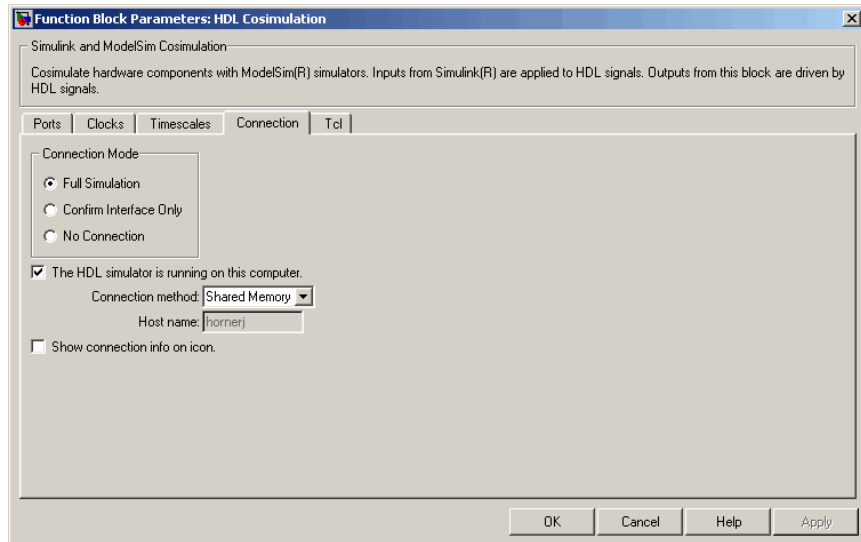 Function Block Parameters: HDL Cosimulation
Simulink and ModelSim Cosimulation
Cosimulate hardware components with ModelSim(R) simulators. Inputs from Simulink(R) are applied to HDL signals. Outputs from this block are driven by
HDL signals.
Ports Clocks Timescales Connection Tcl
Connection Mode
Full Simulation
Confirm Interface Only
No Connection
The HDL simulator is running on this computer.
Connection method: Shared Memory
Host name: hornerj
Show connection info on icon.
OK Cancel Help Apply